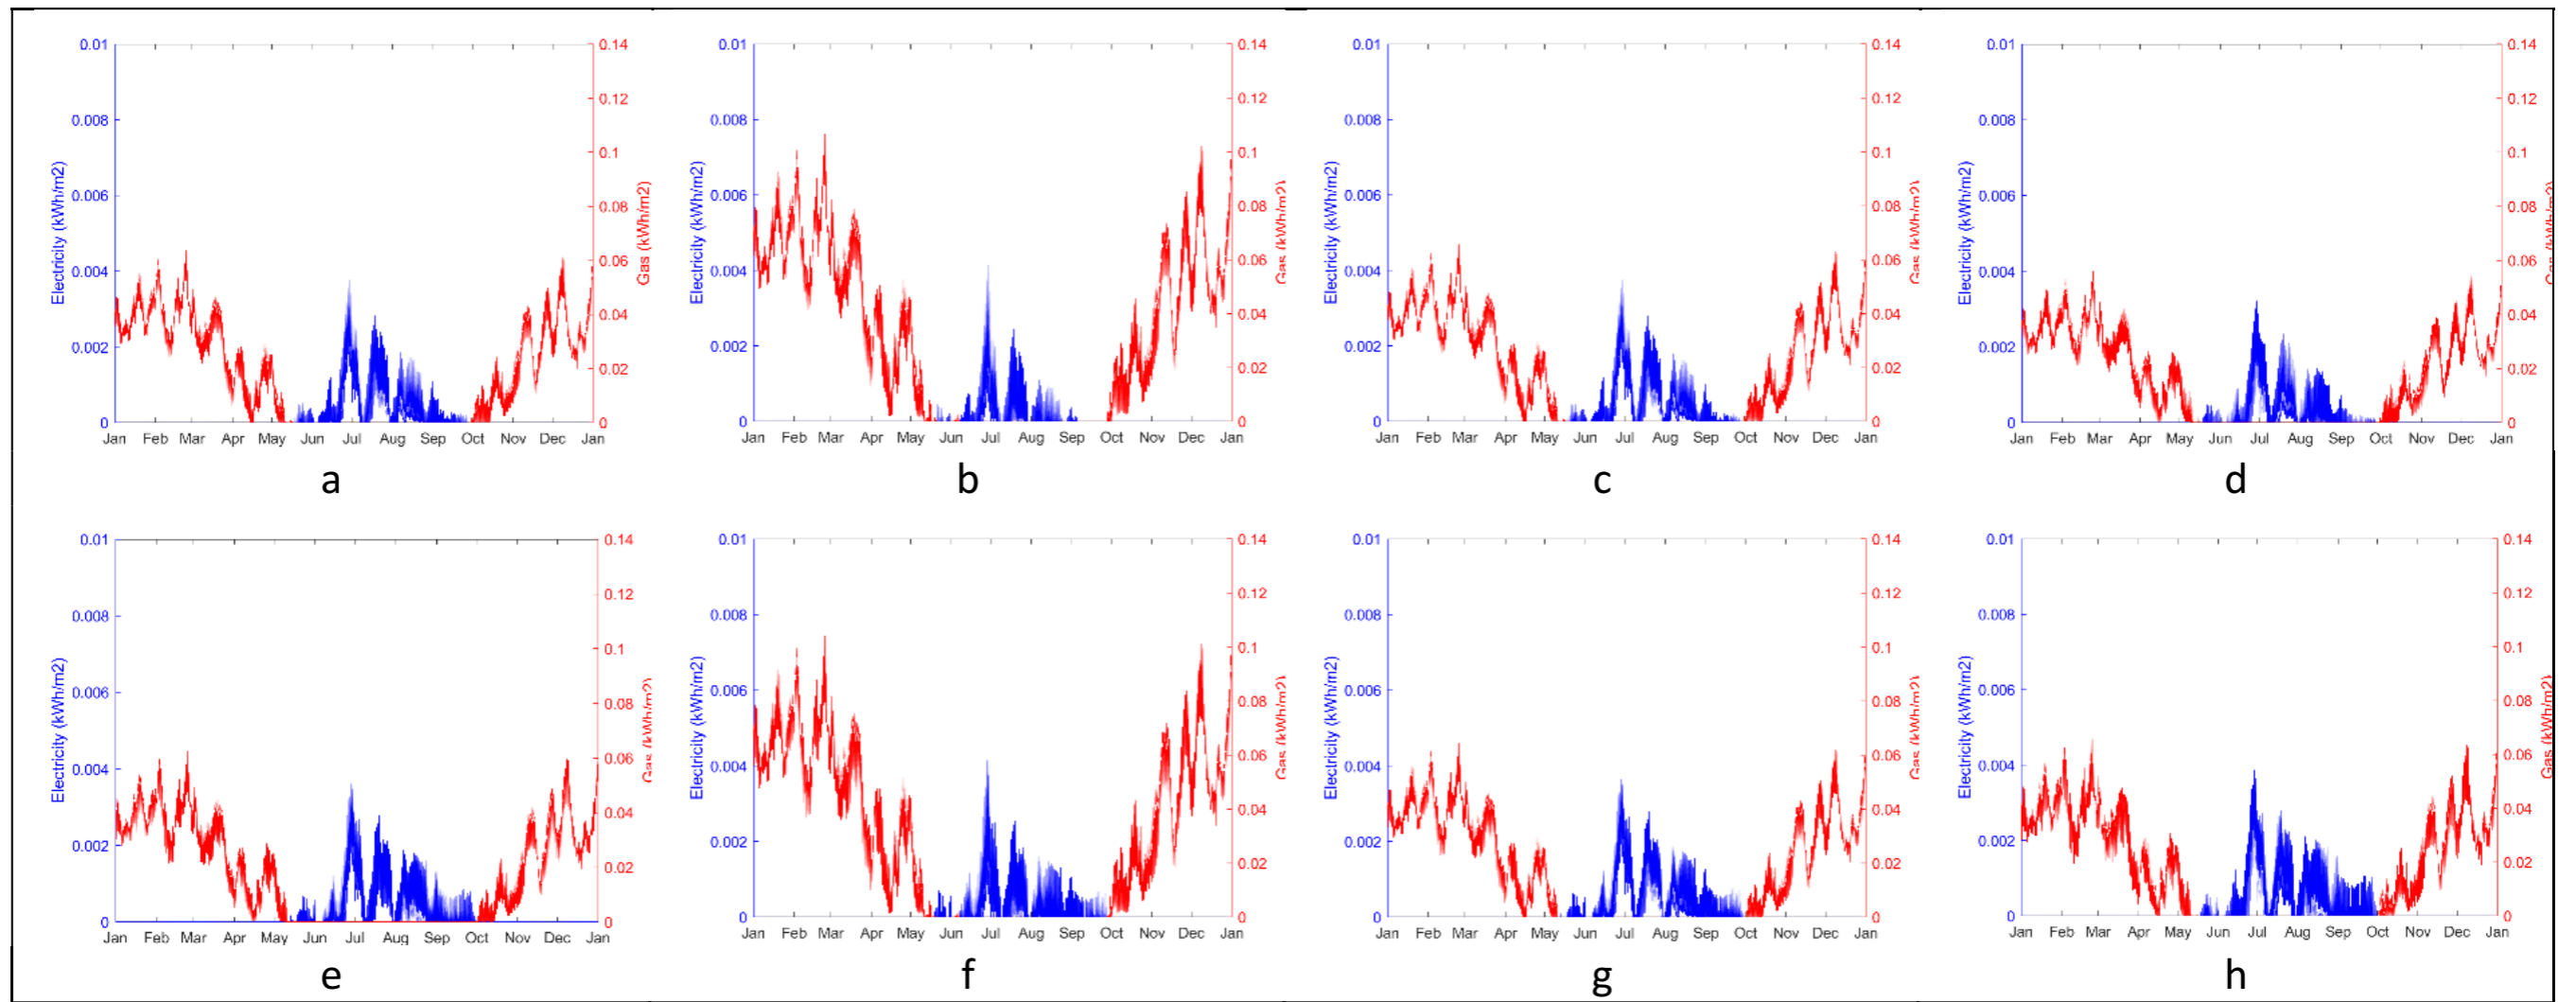 0.01 0.14 0.01 0.14 0.01 0.14 0.01 0.14
0.12 0.12 0.12 0.12
0.008 0.008 0.008 0.008
0.1 0.1 0.1 0.1
Electricity (kWh/m2) Gas (kWh/m2) Electricity (kWh/m2) Gas (kWh/m2) Electricity (kWh/m2) Gas (kWh/m2) Electricity (kWh/m2)
0.006 0.08 0.006 0.08 0.006 0.08 0.006 0.08
0.004 0.06 0.004 0.06 0.004 0.06 0.004 0.06
0.04 0.04 0.04 0.04
0.002 0.002 0.002 0.002
0.02 0.02 0.02 0.02
0 0 0 0 0 0 0 0
Jan Feb Mar Apr May Jun Jul Aug Sep Oct Nov Dec Jan Jan Feb Mar Apr May Jun Jul Aug Sep Oct Nov Dec Jan Jan Feb Mar Apr May Jun Jul Aug Sep Oct Nov Dec Jan Jan Feb Mar Apr May Jun Jul Aug Sep Oct Nov Dec Jan
a b c d
0.01 0.14 0.01 0.14 0.01 0.14 0.01 0.14
0.12 0.12 0.12 0.12
0.008 0.008 0.008 0.008
0.1 0.1 0.1 0.1
Electricity (kWh/m2) Gas (kWh/m2) Electricity (kWh/m2) Gas (kWh/m2) Electricity (kWh/m2) Gas (kWh/m2) Electricity (kWh/m2) Gas (kWh/m2)
0.006 0.08 0.006 0.08 0.006 0.08 0.006 0.08
0.004 0.06 0.004 0.06 0.004 0.06 0.004 0.06
0.04 0.04 0.04 0.04
0.002 0.002 0.002 0.002
0.02 0.02 0.02 0.02
0 0 0 0 0 0 0 0
Jan Feb Mar Apr May Jun Jul Aug Sep Oct Nov Dec Jan Jan Feb Mar Apr May Jun Jul Aug Sep Oct Nov Dec Jan Jan Feb Mar Apr May Jun Jul Aug Sep Oct Nov Dec Jan Jan Feb Mar Apr May Jun Jul Aug Sep Oct Nov Dec Jan
e f g h